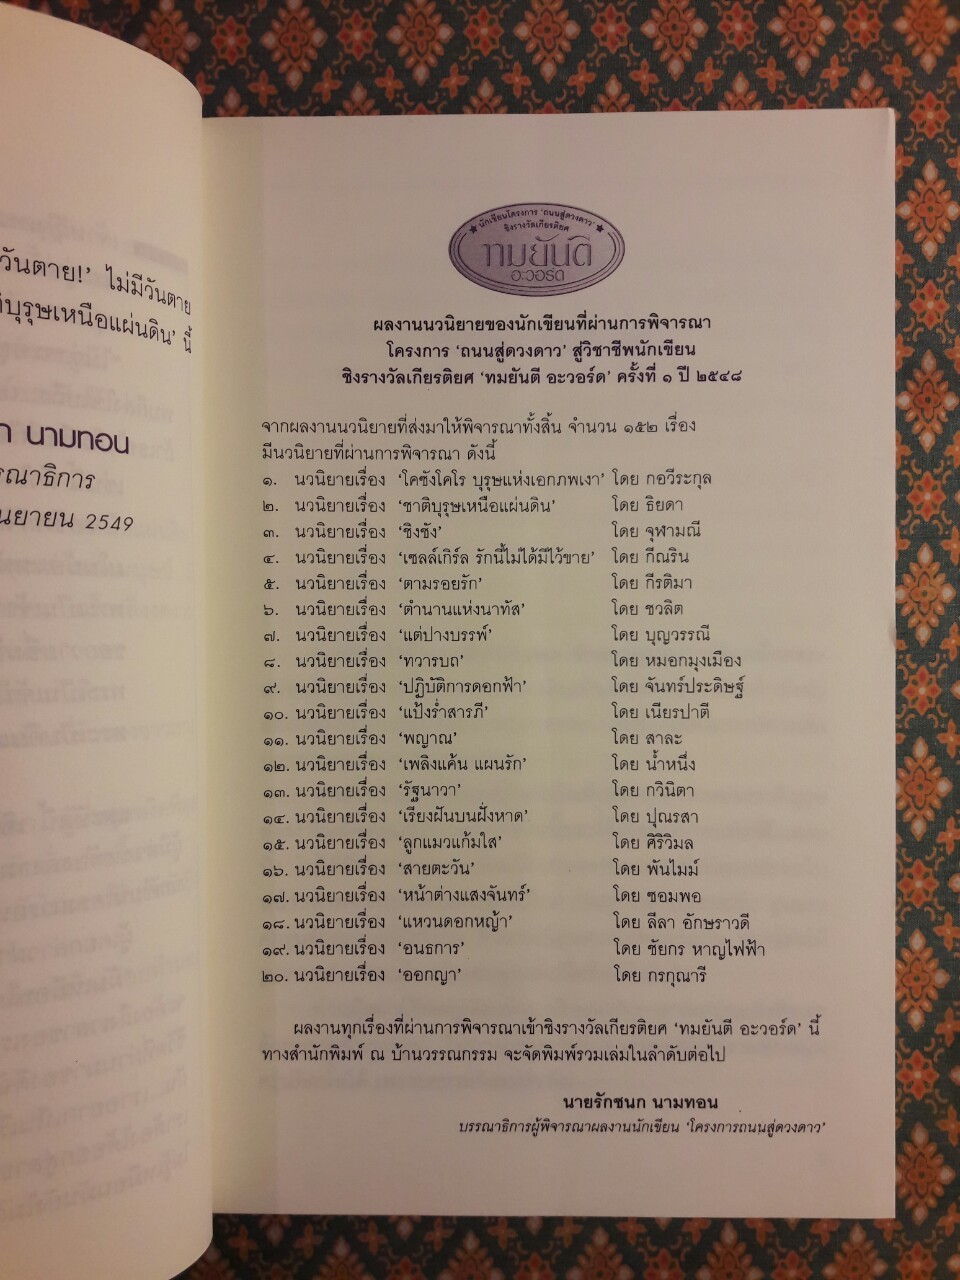 วันตาย!' ไม่มีวันตาย
ติบุรุษเหนือแผ่นดิน' นี้
นามทอน
รณาธิการ
นยายน 2549
★ นักเขียนโครงการ 'ถนนสู่ดวงดาว' ★
ชิงรางวัลเกียรติยศ
ทมยันตี
อะวอร์ด
ผลงานนวนิยายของนักเขียนที่ผ่านการพิจารณา
โครงการ 'ถนนสู่ดวงดาว' สู่วิชาชีพนักเขียน
ชิงรางวัลเกียรติยศ 'ทมยันตี อะวอร์ด' ครั้งที่ ๑ ปี ๒๕๔๘
จากผลงานนวนิยายที่ส่งมาให้พิจารณาทั้งสิ้น จำนวน ๑๕๒ เรื่อง
มีนวนิยายที่ผ่านการพิจารณา ดังนี้
๑. นวนิยายเรื่อง 'โคซังโคโร บุรุษแห่งเอกภพเงา' โดย กอวีระกุล
๒. นวนิยายเรื่อง 'ชาติบุรุษเหนือแผ่นดิน' โดย ธิยดา
๓. นวนิยายเรื่อง 'ชิงชัง' โดย จุฬามณี
๔. นวนิยายเรื่อง 'เซลล์เกิร์ล รักนี้ไม่ได้มีไว้ขาย' โดย กีณริน
๕. นวนิยายเรื่อง 'ตามรอยรัก' โดย กีรติมา
๖. นวนิยายเรื่อง 'ตำนานแห่งนาทัส' โดย ชวลิต
๗. นวนิยายเรื่อง 'แต่ปางบรรพ์' โดย บุญวรรณี
๘. นวนิยายเรื่อง 'ทวารบถ' โดย หมอกมุงเมือง
๙. นวนิยายเรื่อง 'ปฏิบัติการดอกฟ้า' โดย จันทร์ประดิษฐ์
๑๐. นวนิยายเรื่อง 'แป้งร่ำสารภี' โดย เนียรปาตี
๑๑. นวนิยายเรื่อง 'พญาณ' โดย สาละ
๑๒. นวนิยายเรื่อง 'เพลิงแค้น แผนรัก' โดย น้ำหนึ่ง
๑๓. นวนิยายเรื่อง 'รัฐนาวา' โดย กวินิตา
๑๔. นวนิยายเรื่อง 'เรียงฝันบนฝั่งหาด' โดย ปุณรสา
๑๕. นวนิยายเรื่อง 'ลูกแมวแก้มใส' โดย ศิริวิมล
๑๖. นวนิยายเรื่อง 'สายตะวัน' โดย พันไมม์
๑๗. นวนิยายเรื่อง 'หน้าต่างแสงจันทร์' โดย ซอมพอ
๑๘. นวนิยายเรื่อง 'แหวนดอกหญ้า' โดย ลีลา อักษราวดี
๑๙. นวนิยายเรื่อง 'อนธการ' โดย ชัยกร หาญไฟฟ้า
๒๐. นวนิยายเรื่อง 'ออกญา' โดย กรกุณารี
ผลงานทุกเรื่องที่ผ่านการพิจารณาเข้าชิงรางวัลเกียรติยศ 'ทมยันตี อะวอร์ด' นี้
ทางสำนักพิมพ์ ณ บ้านวรรณกรรม จะจัดพิมพ์รวมเล่มในลำดับต่อไป
นายรักชนก นามทอน
บรรณาธิการผู้พิจารณาผลงานนักเขียน 'โครงการถนนสู่ดวงดาว'